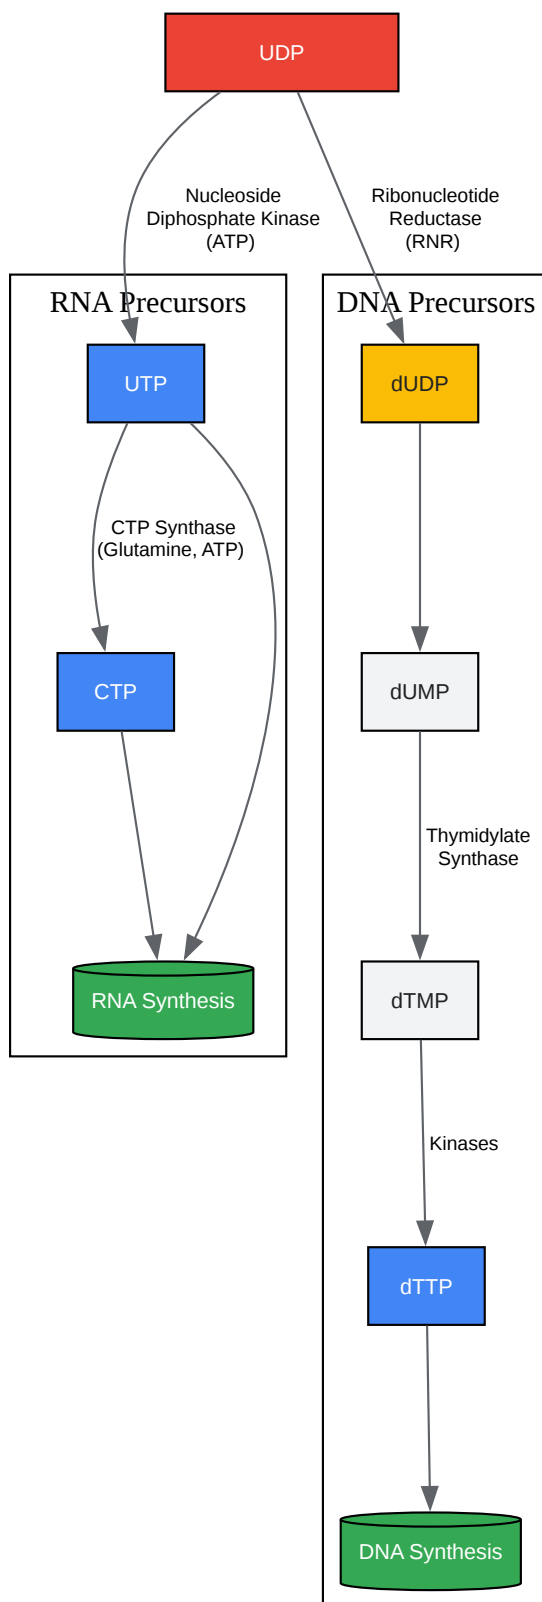 UDP
Nucleoside
Diphosphate Kinase
(ATP)
Ribonucleotide
Reductase
(RNR)
RNA Precursors
DNA Precursors
UTP
dUDP
CTP Synthase
(Glutamine, ATP)
CTP
dUMP
Thymidylate
Synthase
RNA Synthesis
dTMP
Kinases
dTTP
DNA Synthesis